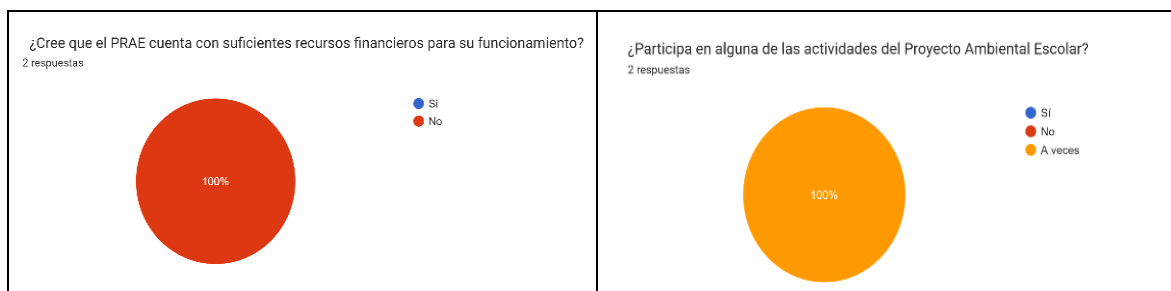 ¿Cree que el PRAE cuenta con suficientes recursos financieros para su funcionamiento?
2 respuestas
Si
No
100%
¿Participa en alguna de las actividades del Proyecto Ambiental Escolar?
2 respuestas
Sí
No
A veces
100%